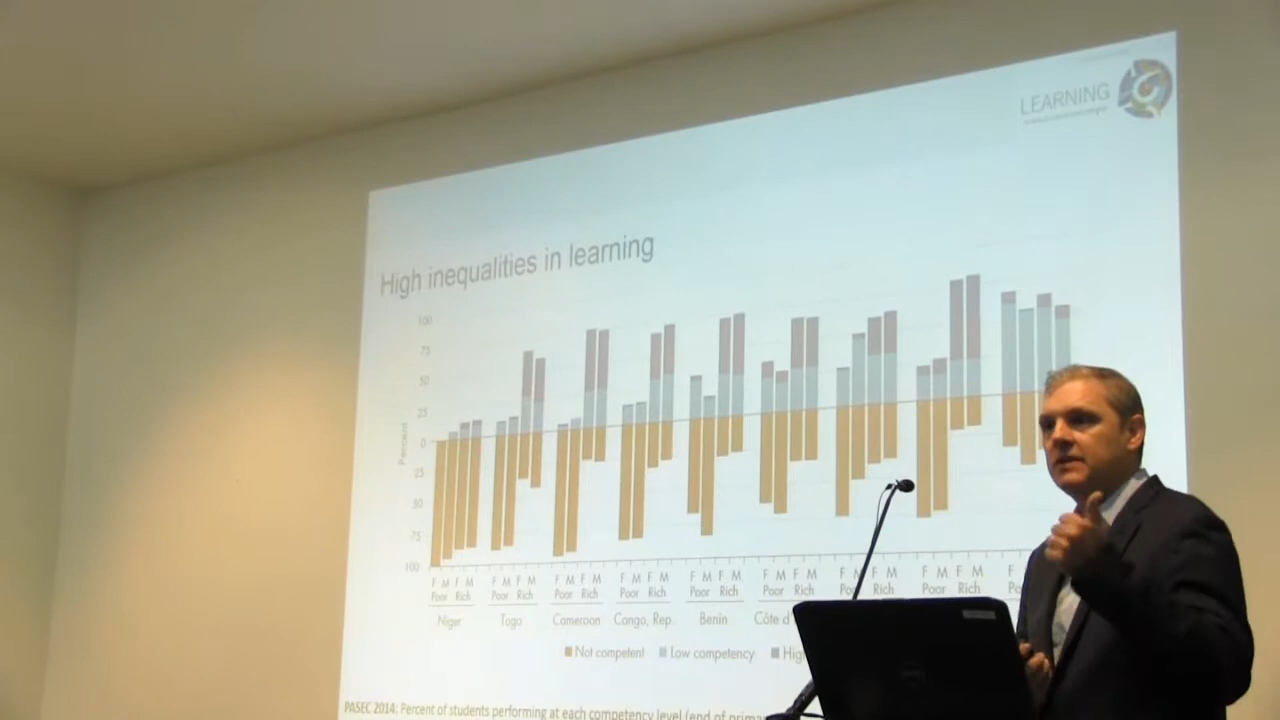 LEARNING
High inequalities in learning
Percent
100
75
50
25
0
25
50
75
100
F M F M F M F M F M F M F M F M F M F M F M F M F M F M F M F M F
Poor Rich Poor Rich Poor Rich Poor Rich Poor Rich Poor Rich Rich Poor Rich
Niger Togo Cameroon Congo, Rep. Benin Côte d'
Not competent Low competency High
PASEC 2014: Percent of students performing at each competency level (end of